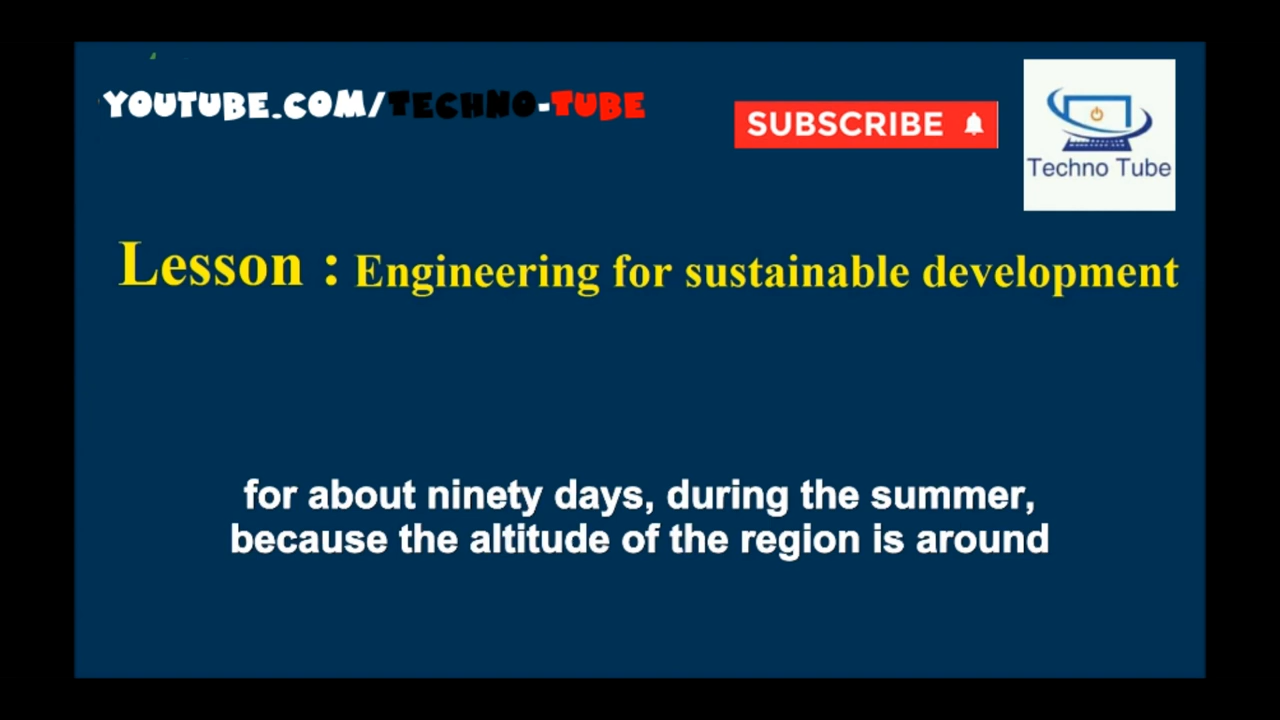 YOUTUBE.COM/TECHNO-TUBE
SUBSCRIBE
Techno Tube
Lesson : Engineering for sustainable development
for about ninety days, during the summer,
because the altitude of the region is around